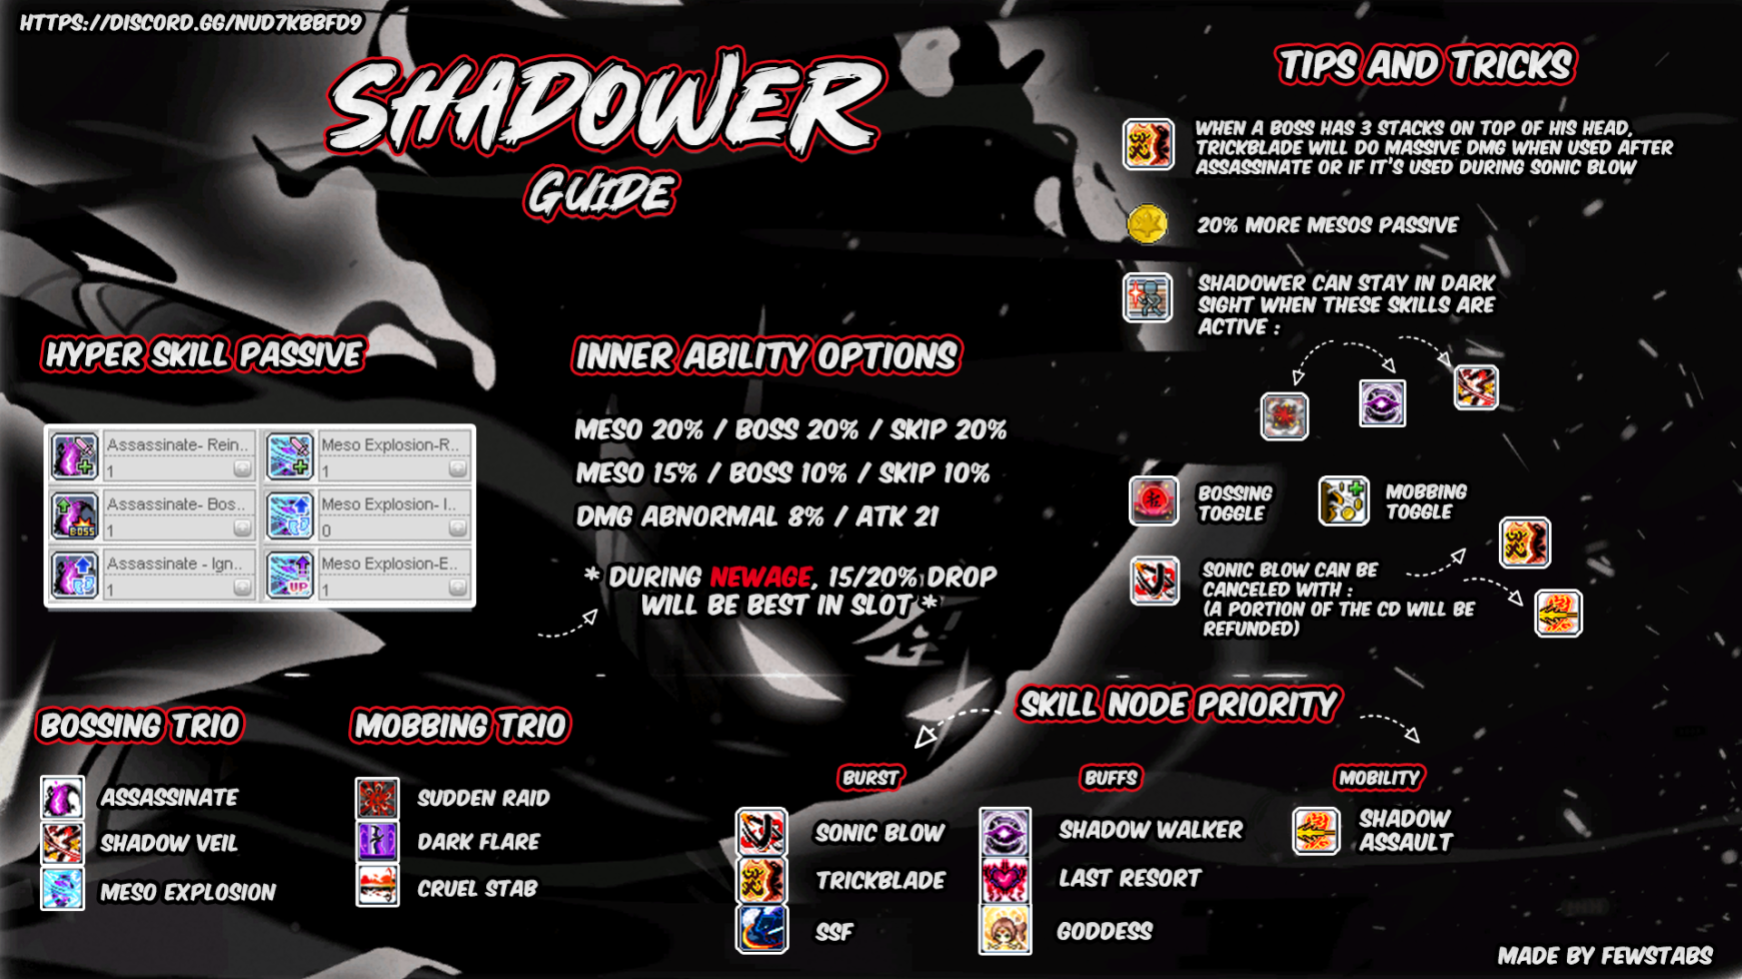 HTTPS://DISCORD.GG/NUD7KBBFD9
SHADOWER
GUIDE
TIPS AND TRICKS
WHEN A BOSS HAS 3 STACKS ON TOP OF HIS HEAD,
TRICKBLADE WILL DO MASSIVE DMG WHEN USED AFTER
ASSASSINATE OR IF IT'S USED DURING SONIC BLOW
20% MORE MESOS PASSIVE
SHADOWER CAN STAY IN DARK
SIGHT WHEN THESE SKILLS ARE
ACTIVE :
BOSSING
TOGGLE
MOBBING
TOGGLE
SONIC BLOW CAN BE
CANCELED WITH :
(A PORTION OF THE CD WILL BE
REFUNDED)
HYPER SKILL PASSIVE
Assassinate- Rein..
1
Meso Explosion-R..
1
Assassinate- Bos..
1
BOSS
Meso Explosion- I..
0
Assassinate - Ign..
1
Meso Explosion-E..
1
UP
INNER ABILITY OPTIONS
MESO 20% / BOSS 20% / SKIP 20%
MESO 15% / BOSS 10% / SKIP 10%
DMG ABNORMAL 8% / ATK 21
* DURING NEWAGE, 15/20% DROP
WILL BE BEST IN SLOT *
BOSSING TRIO
ASSASSINATE
SHADOW VEIL
MESO EXPLOSION
MOBBING TRIO
SUDDEN RAID
DARK FLARE
CRUEL STAB
SKILL NODE PRIORITY
BURST
SONIC BLOW
TRICKBLADE
SSF
BUFFS
SHADOW WALKER
LAST RESORT
GODDESS
MOBILITY
SHADOW
ASSAULT
MADE BY FEWSTABS